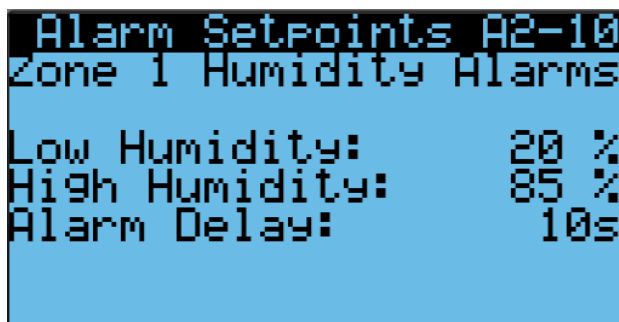 Alarm Setpoints A2-10
Zone 1 Humidity Alarms
Low Humidity: 20 %
High Humidity: 85 %
Alarm Delay: 10s